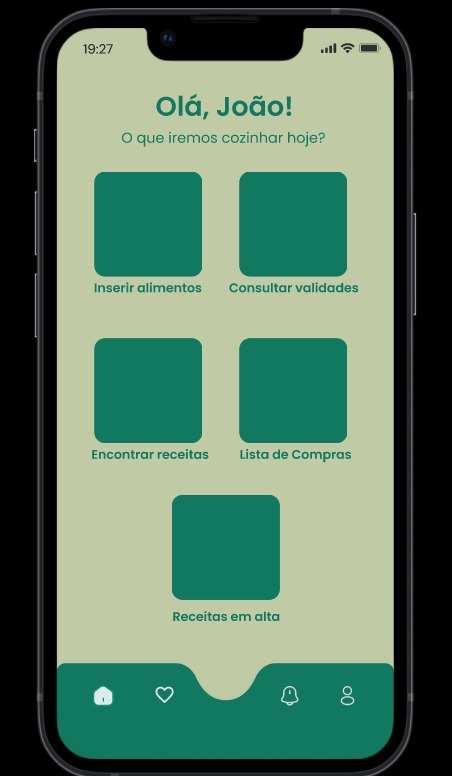 19:27
Olá, João!
O que iremos cozinhar hoje?
Inserir alimentos
Consultar validades
Encontrar receitas
Lista de Compras
Receitas em alta